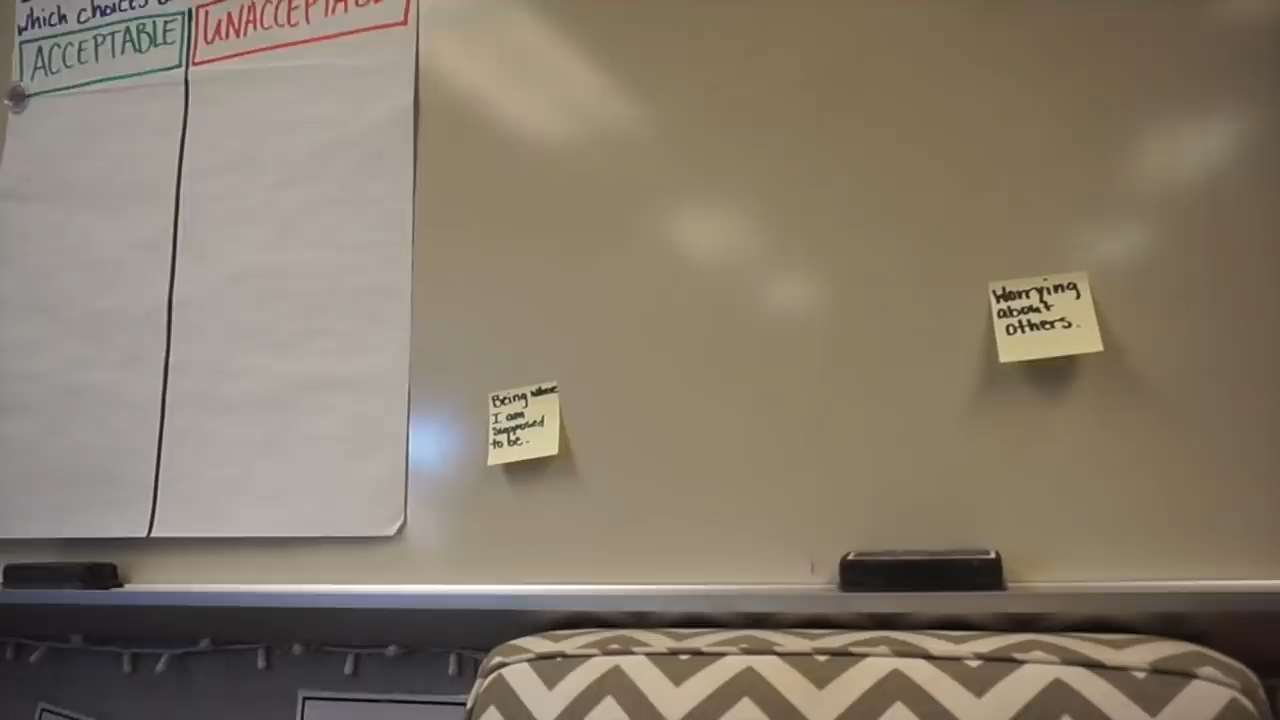 which choices
ACCEPTABLE
UNACCEPTABLE
Being where
I am
supposed
to be.
Worrying
about
others.